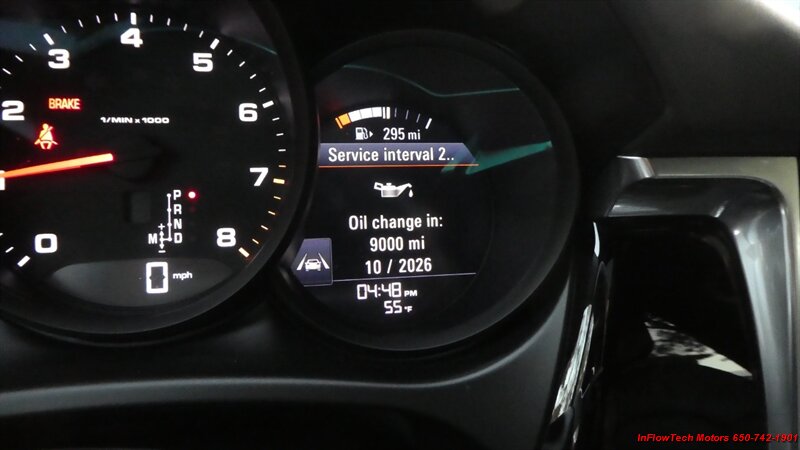 4
3
5
2
BRAKE
6
1/MIN x 1000
7
P
R
N
M D
+
-
0
8
0 mph
295 mi
Service interval 2..
Oil change in:
9000 mi
10 / 2026
04:48 PM
55 °F
InFlowTech Motors 650-742-1901